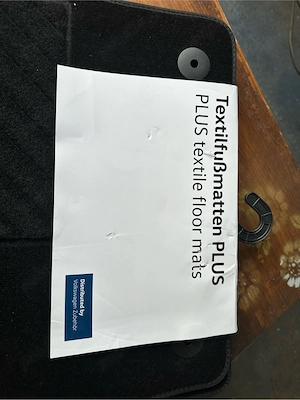 Textilfußmatten PLUS
PLUS textile floor mats
Distributed by
Volkswagen Zubehör